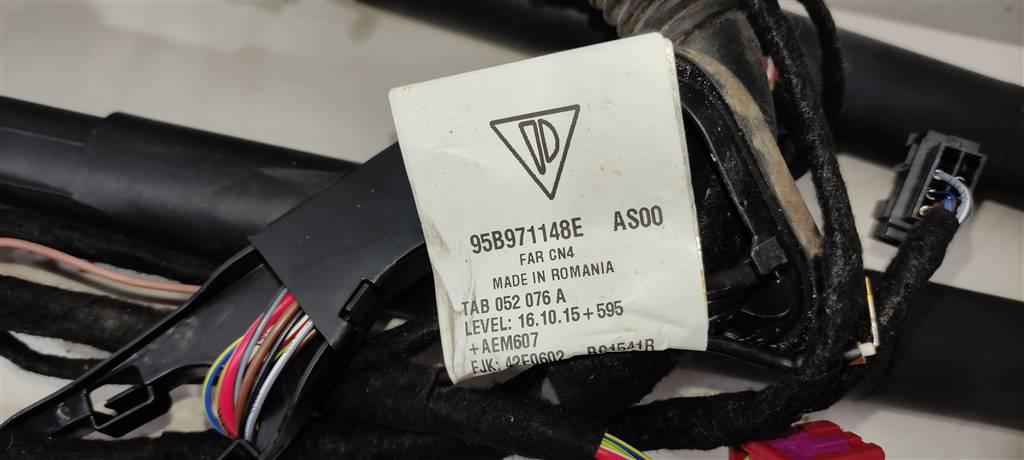 95B971148E AS00
FAR CN4
MADE IN ROMANIA
TAB 052 076 A
LEVEL: 16.10.15+595
+AEM607